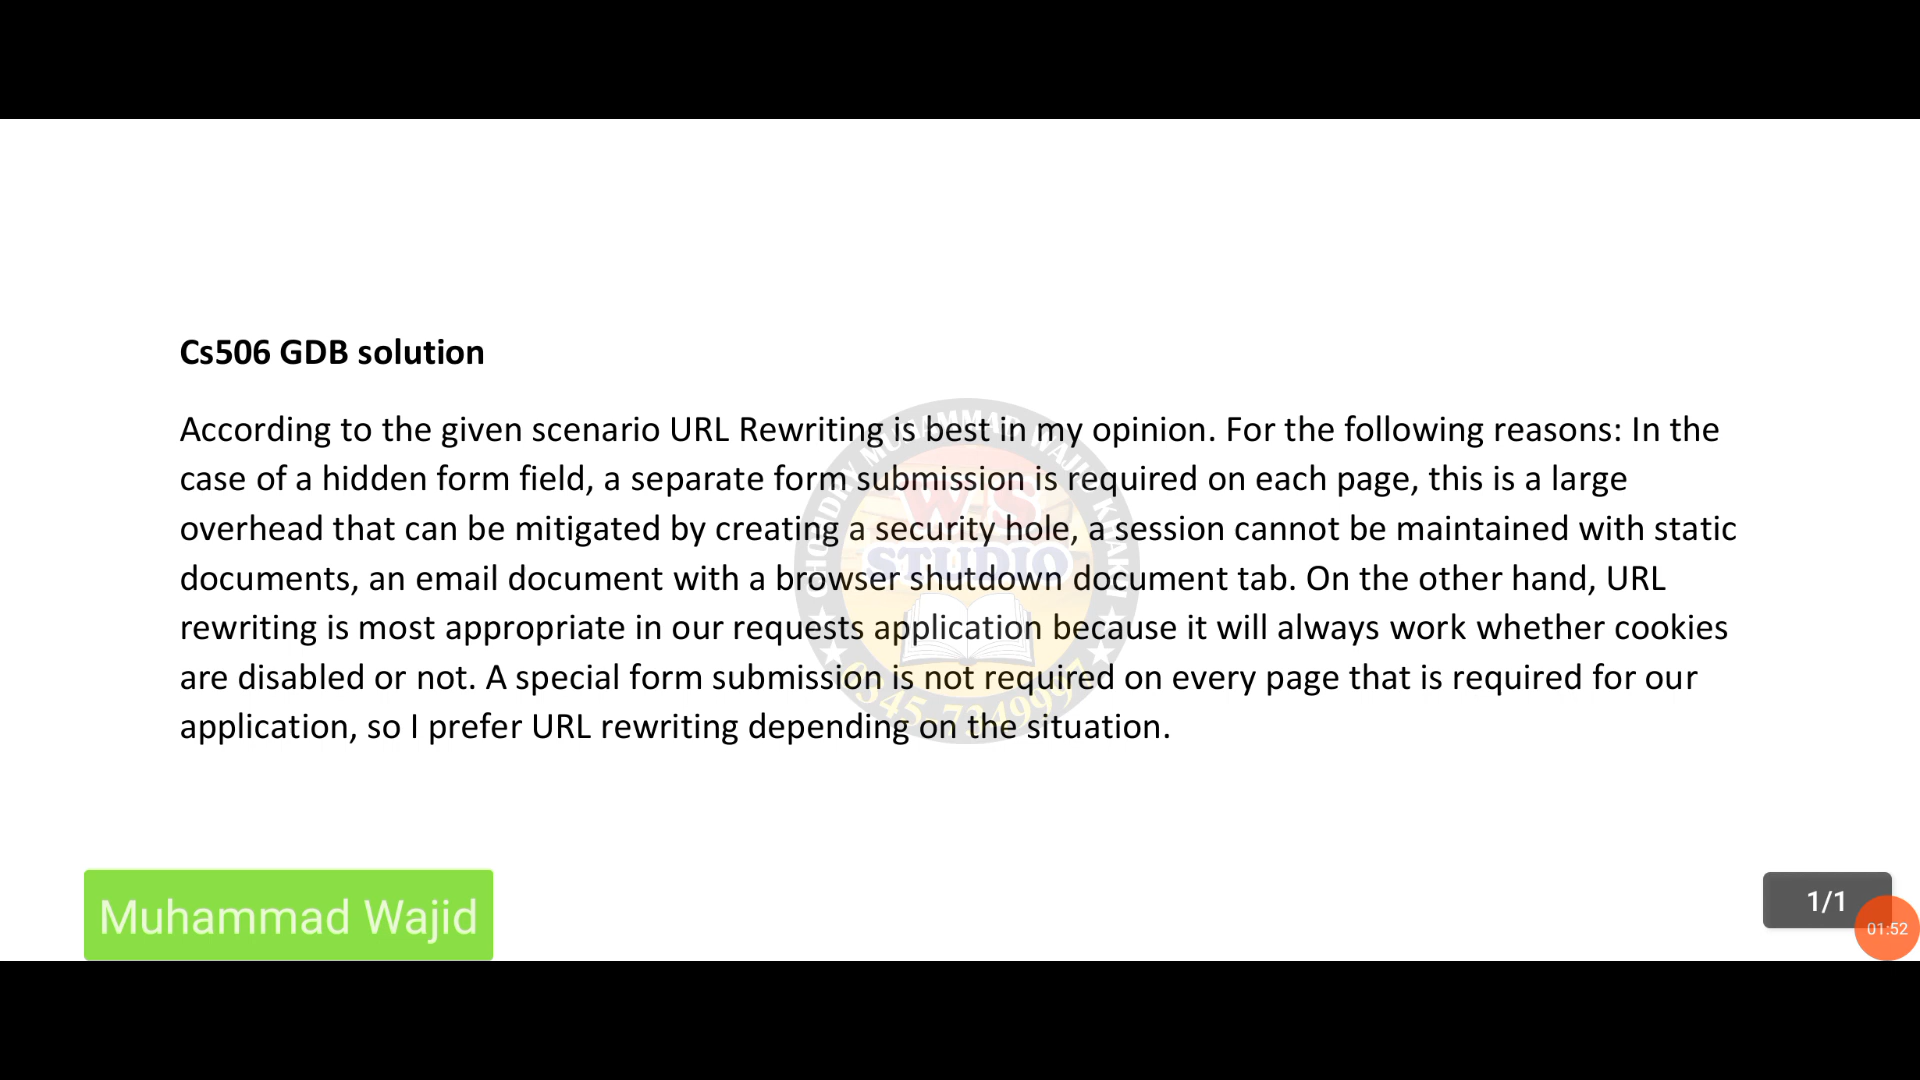 Cs506 GDB solution
According to the given scenario URL Rewriting is best in my opinion. For the following reasons: In the
case of a hidden form field, a separate form submission is required on each page, this is a large
overhead that can be mitigated by creating a security hole, a session cannot be maintained with static
documents, an email document with a browser shutdown document tab. On the other hand, URL
rewriting is most appropriate in our requests application because it will always work whether cookies
are disabled or not. A special form submission is not required on every page that is required for our
application, so I prefer URL rewriting depending on the situation.
CHOUDRY MUHAMMAD WAJID KHAKHI
WS
STUDIO
Muhammad Wajid
1/1
01:52